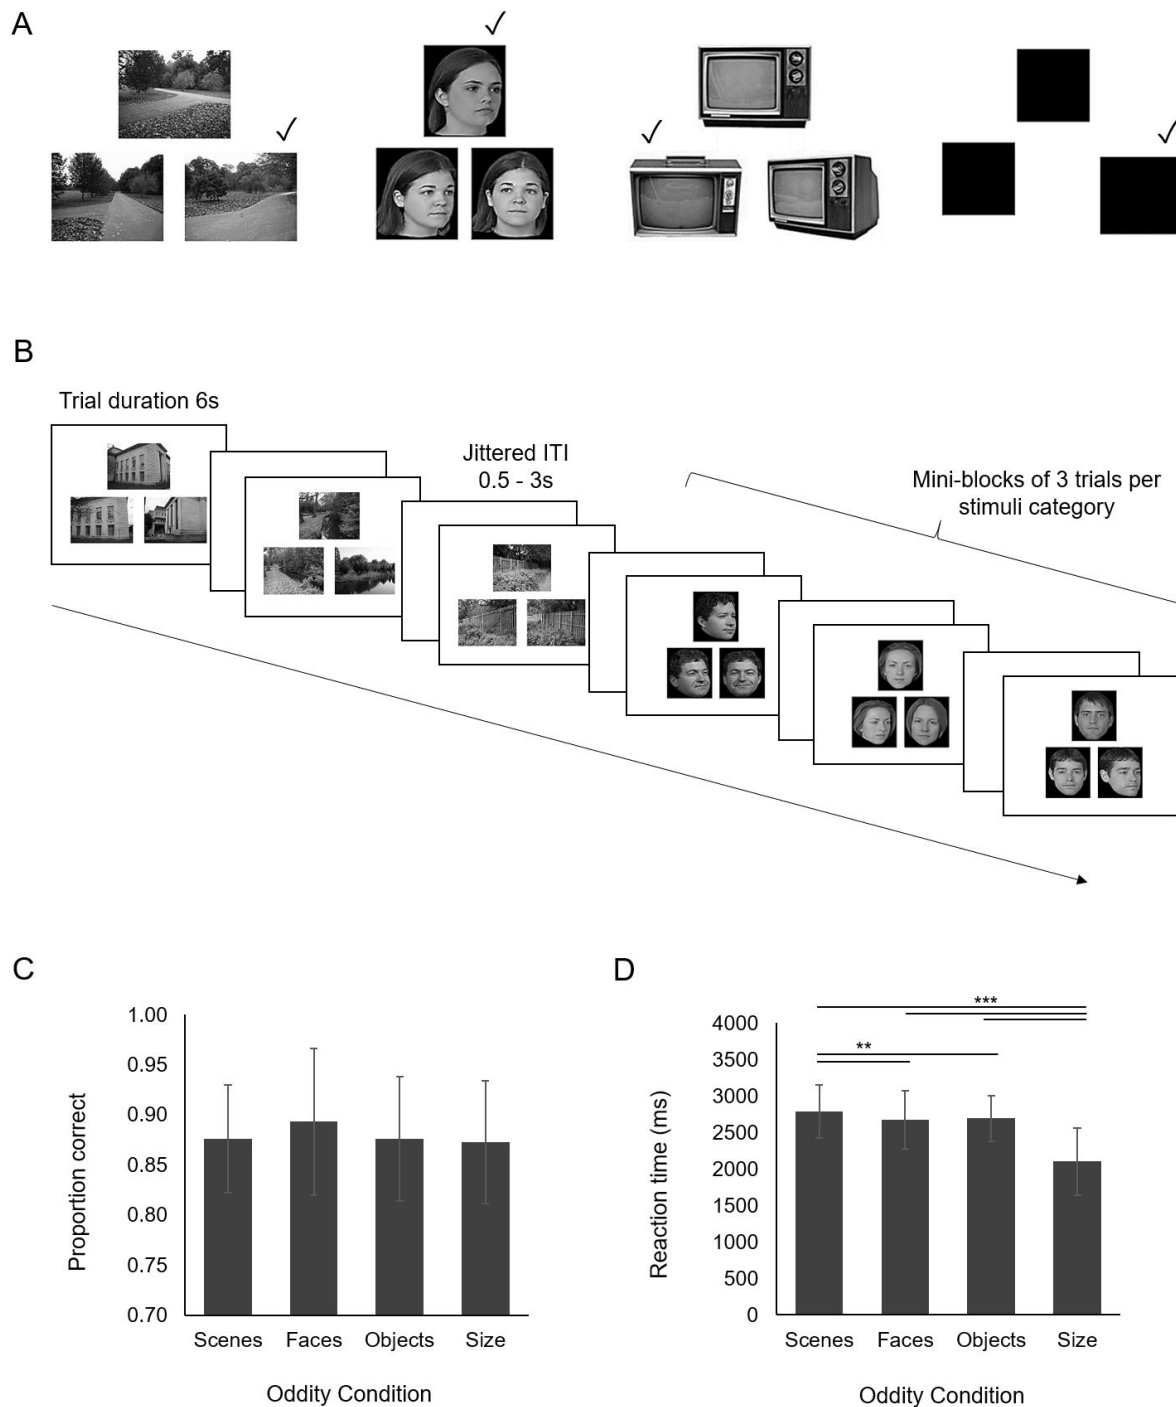 A
✓
✓
✓
✓
B
Trial duration 6s
Jittered ITI
0.5 - 3s
Mini-blocks of 3 trials per
stimuli category
C
1.00
0.95
0.90
0.85
0.80
0.75
0.70
Proportion correct
Scenes Faces Objects Size
Oddity Condition
D
***
**
4000
3500
3000
2500
2000
1500
1000
500
0
Reaction time (ms)
Scenes Faces Objects Size
Oddity Condition